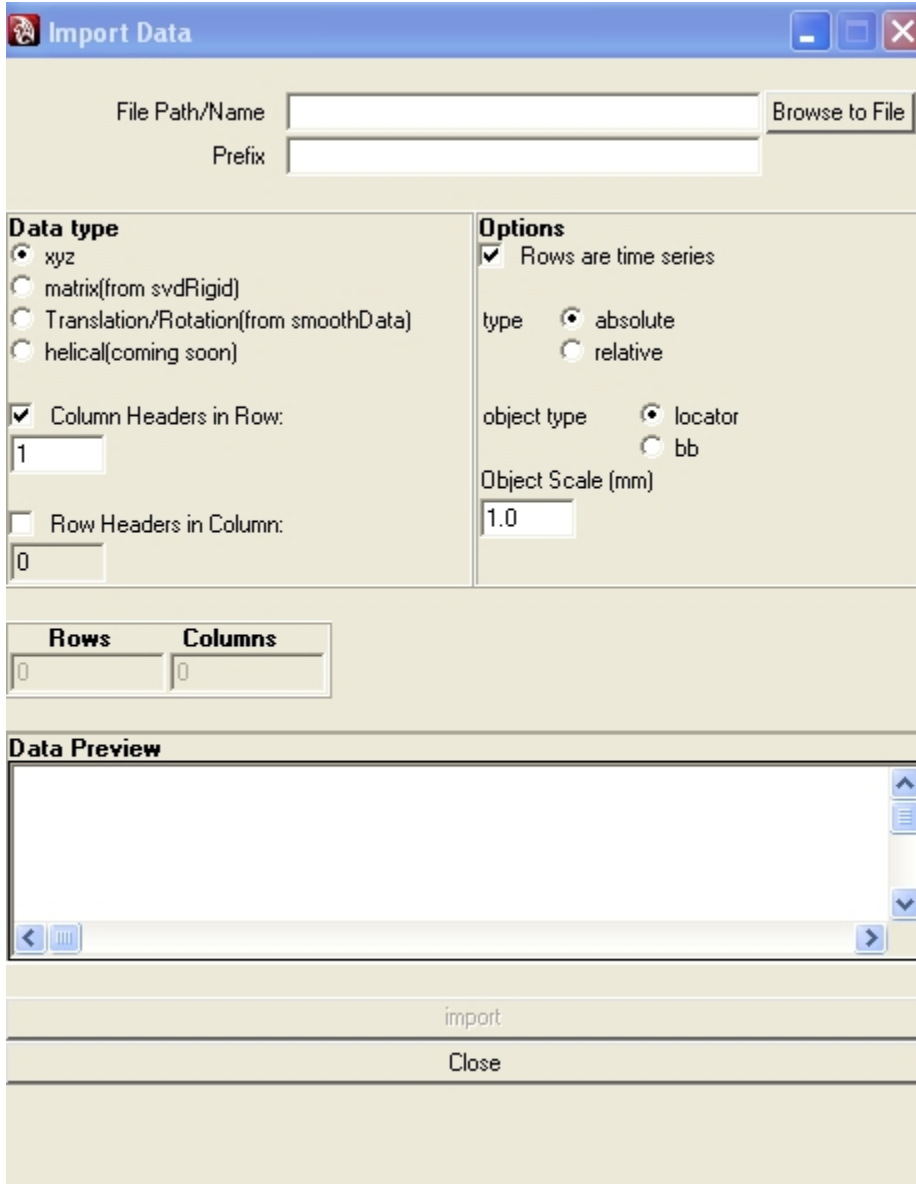 Import Data
File Path/Name
Browse to File
Prefix
Data type
xyz
matrix(from svdRigid)
Translation/Rotation(from smoothData)
helical(coming soon)
Column Headers in Row:
1
Row Headers in Column:
0
Options
Rows are time series
type
absolute
relative
object type
locator
bb
Object Scale (mm)
1.0
Rows Columns
0 0
Data Preview
import
Close